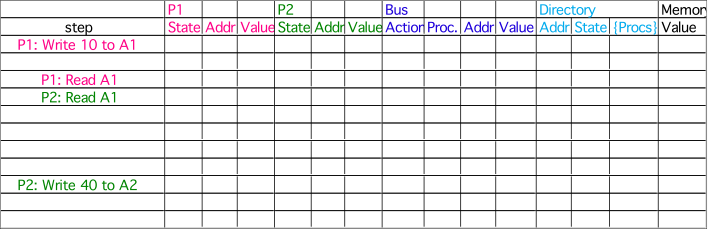 P1 P2 Bus Directory Memor
step State Addr Value State Addr Value Action Proc. Addr Value Addr State {Procs} Value
P1: Write 10 to A1
P1: Read A1
P2: Read A1
P2: Write 40 to A2